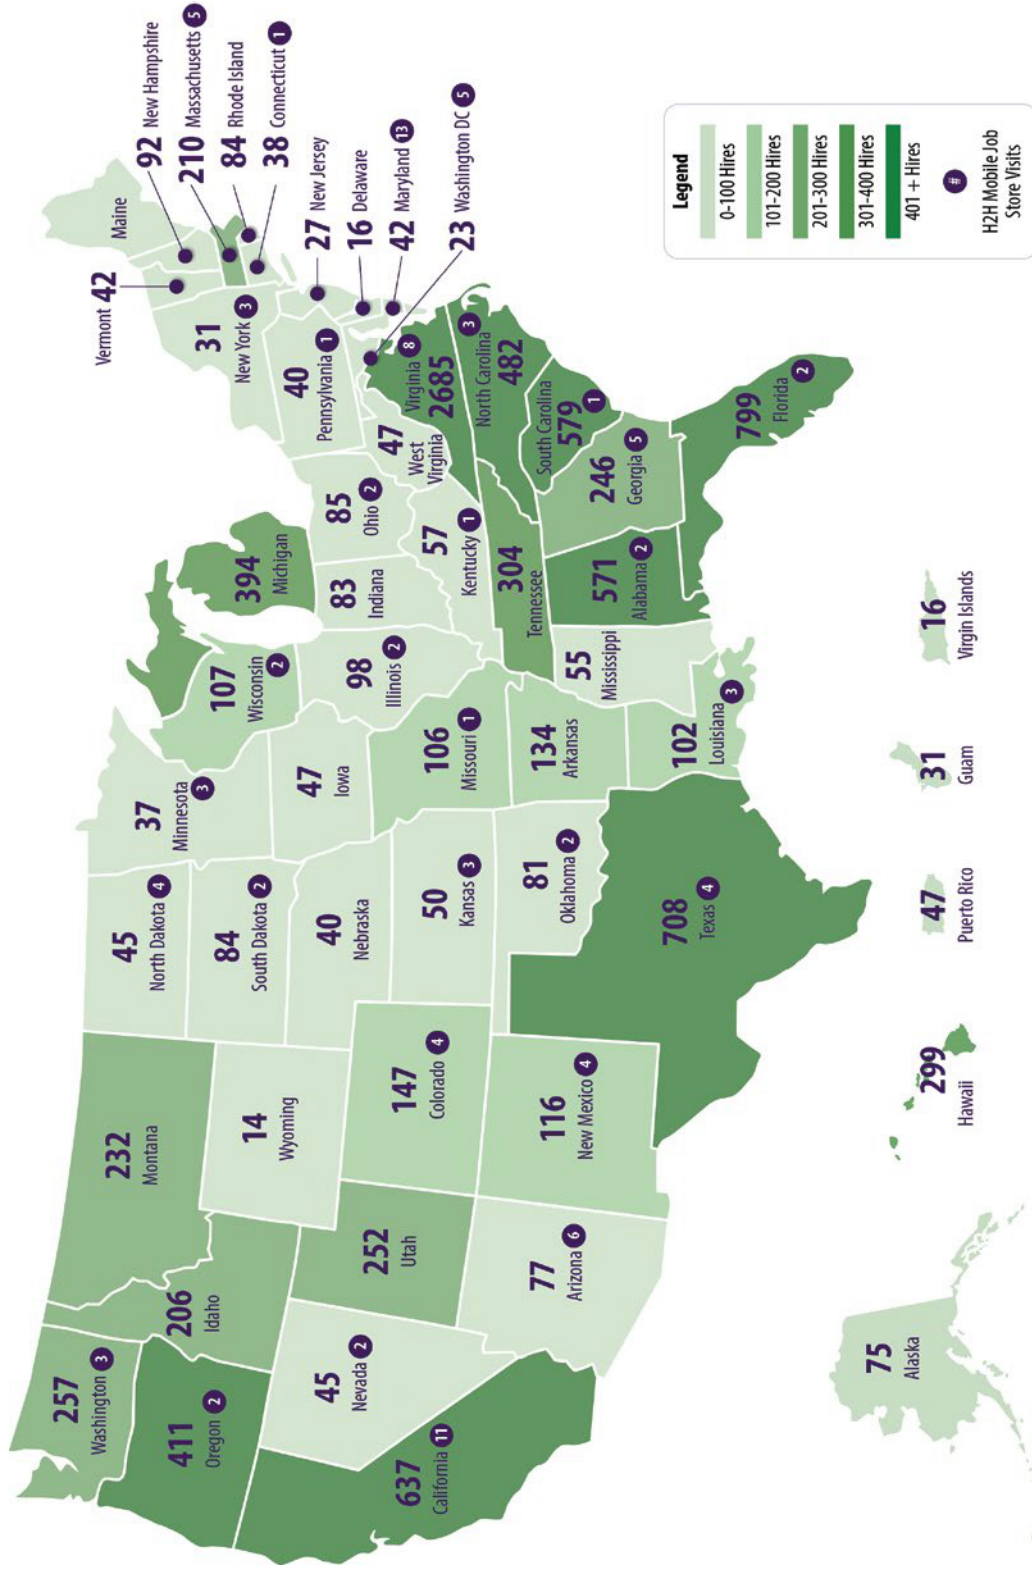 257
Washington 3
411
Oregon 2
637
California 11
45
Nevada 2
206
Idaho
232
Montana
14
Wyoming
252
Utah
77
Arizona 6
147
Colorado 4
116
New Mexico 4
45
North Dakota 4
84
South Dakota 2
40
Nebraska
50
Kansas 3
81
Oklahoma 2
708
Texas 4
37
Minnesota 3
47
Iowa
106
Missouri 1
134
Arkansas
102
Louisiana 3
107
Wisconsin 2
98
Illinois 2
394
Michigan
83
Indiana
85
Ohio 2
57
Kentucky 1
304
Tennessee
55
Mississippi
571
Alabama 2
246
Georgia 5
799
Florida 2
South Carolina
579 1
North Carolina 3
482
Virginia 8
2685
47
West
Virginia
40
Pennsylvania 1
31
New York 3
Vermont 42
Maine
92 New Hampshire
210 Massachusetts 5
84 Rhode Island
38 Connecticut 1
27 New Jersey
16 Delaware
42 Maryland 13
23 Washington DC 5
75
Alaska
299
Hawaii
47
Puerto Rico
31
Guam
16
Virgin Islands
Legend
0-100 Hires
101-200 Hires
201-300 Hires
301-400 Hires
401 + Hires
# H2H Mobile Job
Store Visits